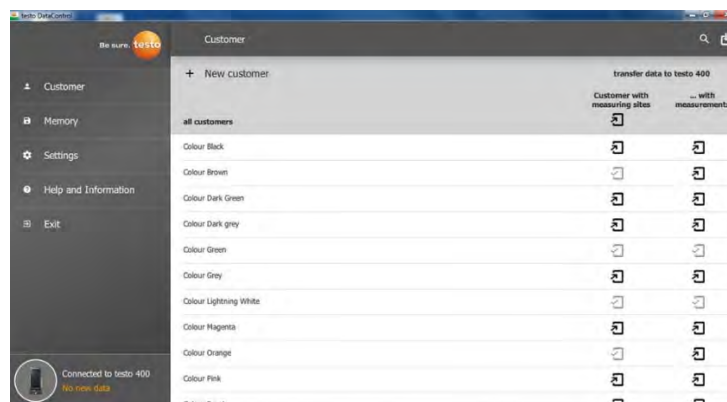 testo DataControl
Be sure. testo
Customer
Customer
Memory
Settings
Help and Information
Exit
Connected to testo 400
No new data
+ New customer
transfer data to testo 400
Customer with
measuring sites
... with
measurements
all customers
Colour Black
Colour Brown
Colour Dark Green
Colour Dark grey
Colour Green
Colour Grey
Colour Lightning White
Colour Magenta
Colour Orange
Colour Pink